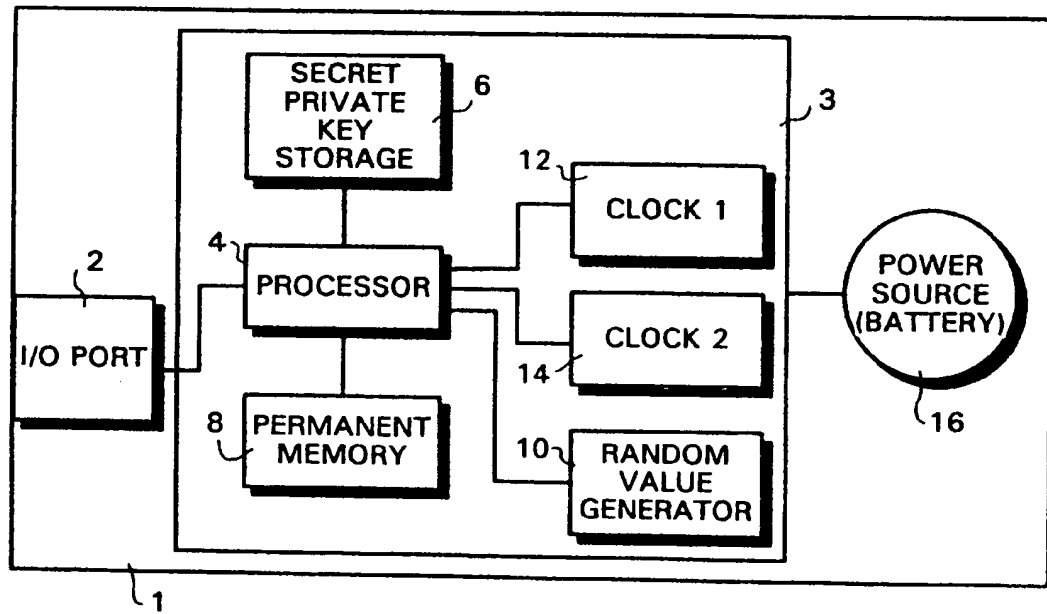 SECRET
PRIVATE
KEY
STORAGE
6
3
12
CLOCK 1
4
PROCESSOR
2
I/O PORT
CLOCK 2
14
POWER
SOURCE
(BATTERY)
16
8
PERMANENT
MEMORY
10
RANDOM
VALUE
GENERATOR
1